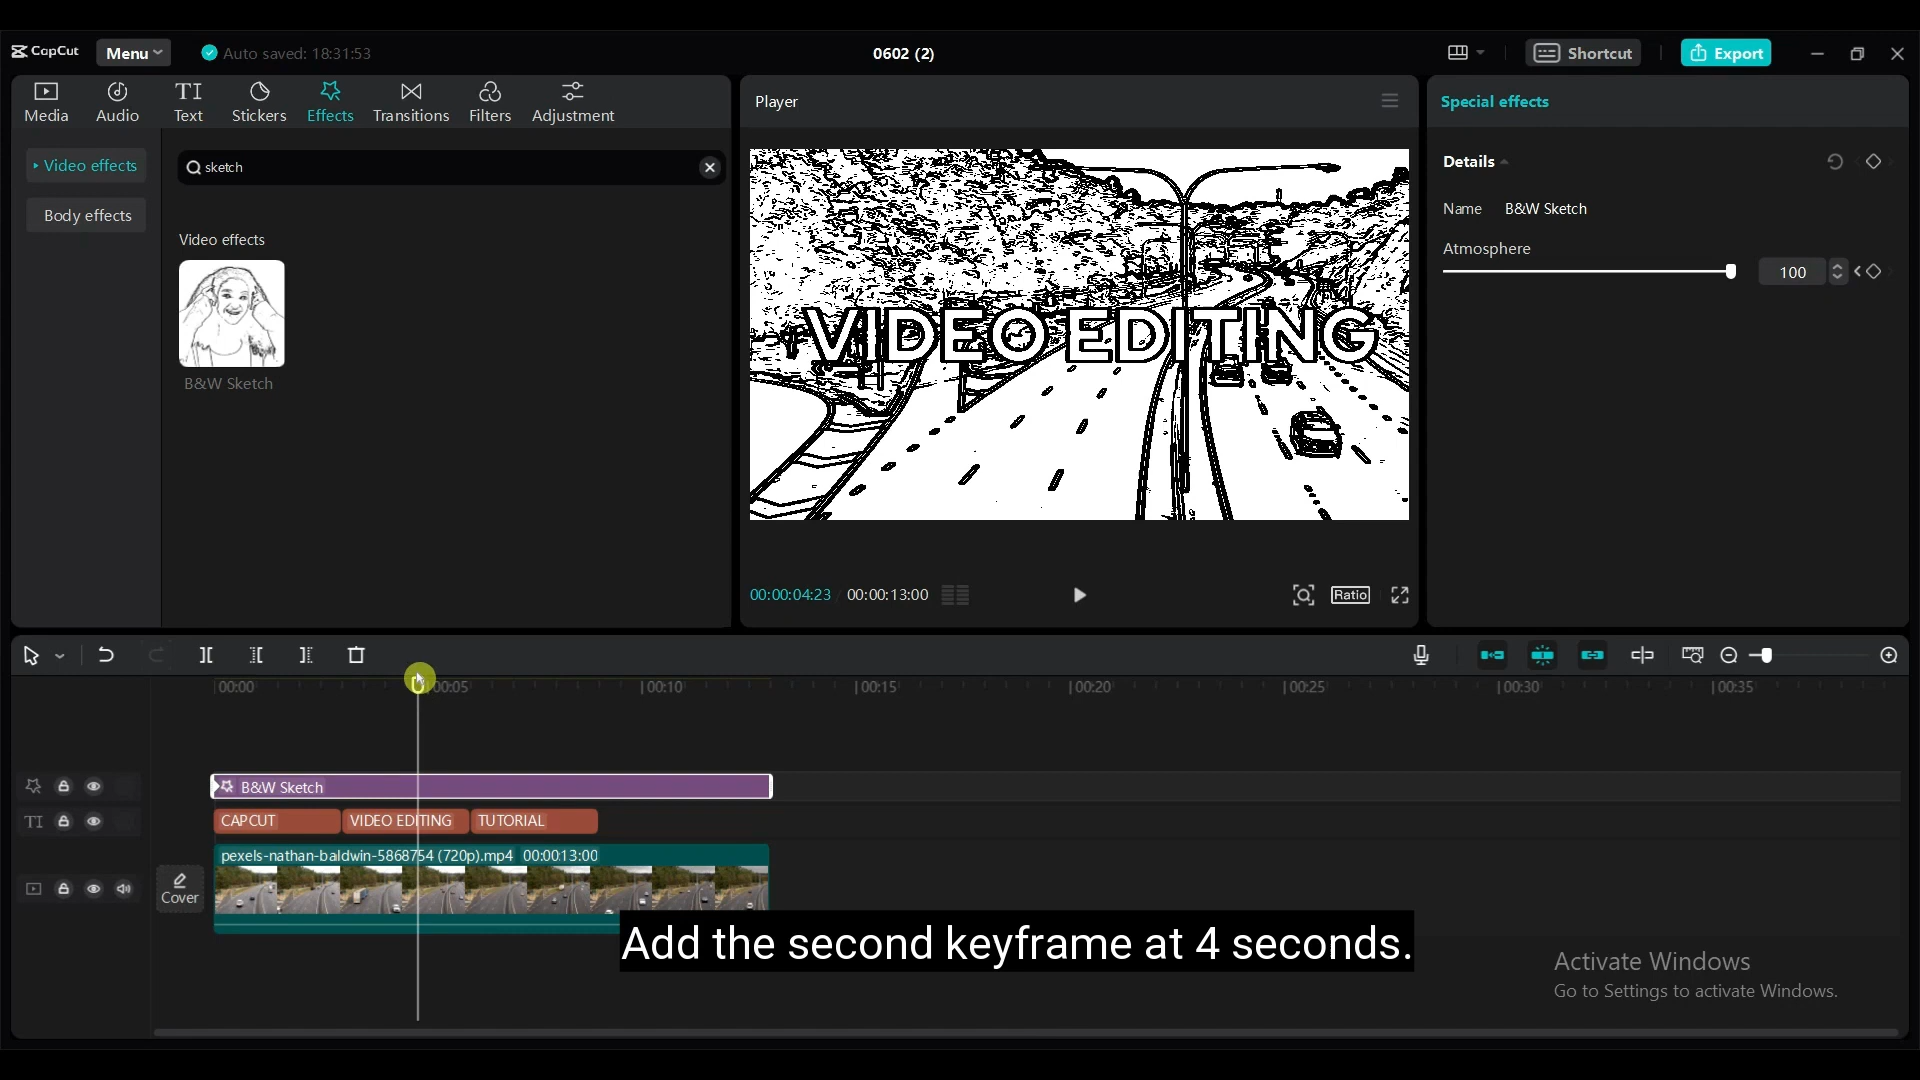 CapCut
Menu
Auto saved: 18:31:53
0602 (2)
Shortcut
Export
Media
Audio
TI
Text
Stickers
Effects
Transitions
Filters
Adjustment
Player
Special effects
Video effects
Body effects
sketch
Video effects
B&W Sketch
Details
Name
B&W Sketch
Atmosphere
100
VIDEO EDITING
00:00:04:23
00:00:13:00
Ratio
00:00
00:05
00:10
00:15
00:20
00:25
00:30
00:35
B&W Sketch
TI
CAPCUT
VIDEO EDITING
TUTORIAL
pexels-nathan-baldwin-5868754 (720p).mp4 00:00:13:00
Cover
Add the second keyframe at 4 seconds.
Activate Windows
Go to Settings to activate Windows.